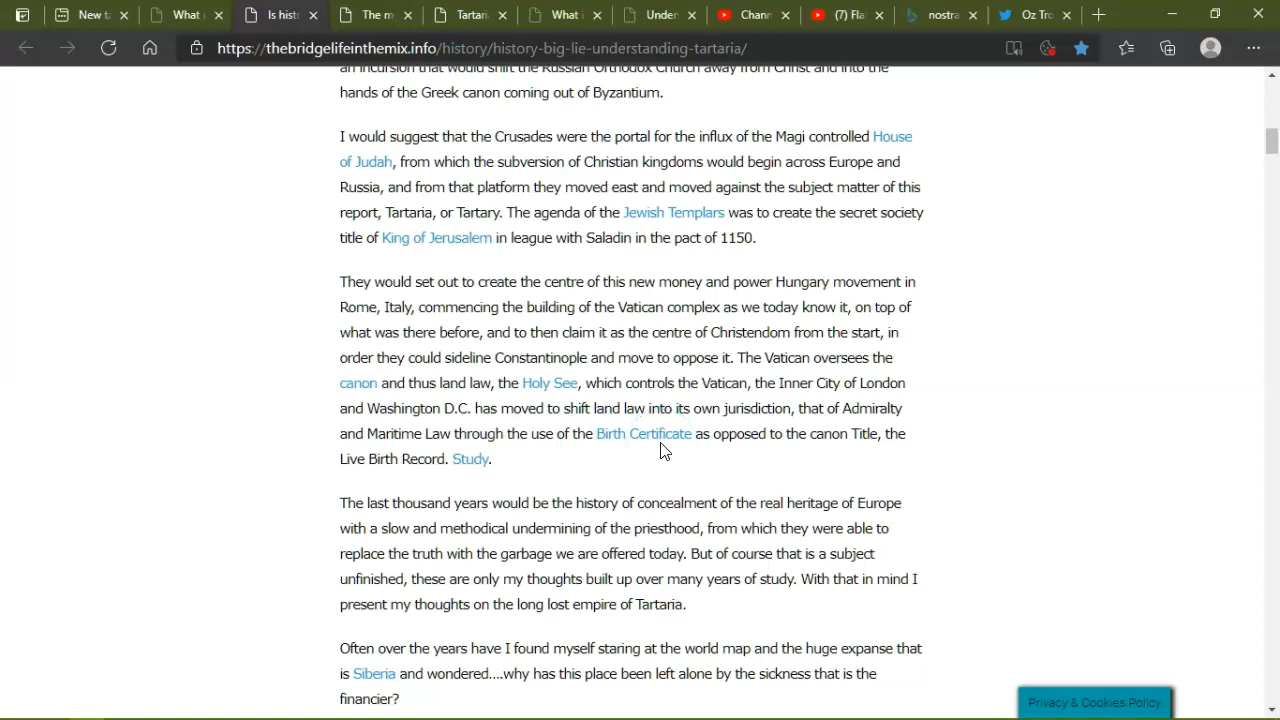 New ta
What i
Is histo
The m
Tartari
What i
Under
Chann
(7) Fla
nostra
Oz Tro
https://thebridgelifeinthemix.info/history/history-big-lie-understanding-tartaria/
an incursion that would shift the Russian Orthodox Church away from Christ and into the
hands of the Greek canon coming out of Byzantium.
I would suggest that the Crusades were the portal for the influx of the Magi controlled House
of Judah, from which the subversion of Christian kingdoms would begin across Europe and
Russia, and from that platform they moved east and moved against the subject matter of this
report, Tartaria, or Tartary. The agenda of the Jewish Templars was to create the secret society
title of King of Jerusalem in league with Saladin in the pact of 1150.
They would set out to create the centre of this new money and power Hungary movement in
Rome, Italy, commencing the building of the Vatican complex as we today know it, on top of
what was there before, and to then claim it as the centre of Christendom from the start, in
order they could sideline Constantinople and move to oppose it. The Vatican oversees the
canon and thus land law, the Holy See, which controls the Vatican, the Inner City of London
and Washington D.C. has moved to shift land law into its own jurisdiction, that of Admiralty
and Maritime Law through the use of the Birth Certificate as opposed to the canon Title, the
Live Birth Record. Study.
The last thousand years would be the history of concealment of the real heritage of Europe
with a slow and methodical undermining of the priesthood, from which they were able to
replace the truth with the garbage we are offered today. But of course that is a subject
unfinished, these are only my thoughts built up over many years of study. With that in mind I
present my thoughts on the long lost empire of Tartaria.
Often over the years have I found myself staring at the world map and the huge expanse that
is Siberia and wondered....why has this place been left alone by the sickness that is the
financier?
Privacy & Cookies Policy